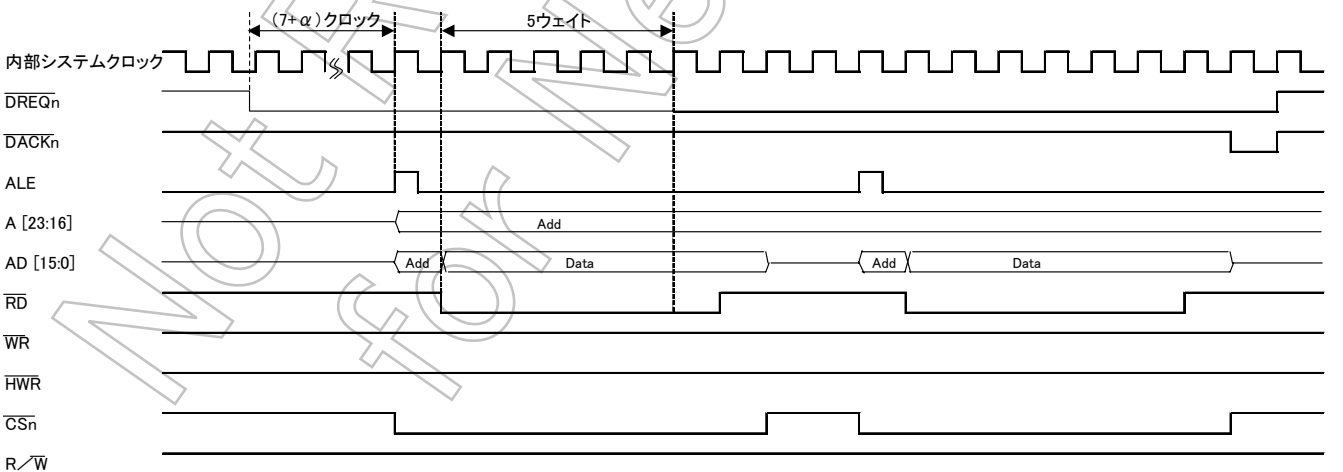 (7+α)クロック
5ウェイト
内部システムクロック
DREQn
DACKn
ALE
A [23:16]
Add
AD [15:0]
Add
Data
Add
Data
RD
WR
HWR
CSn
R／W